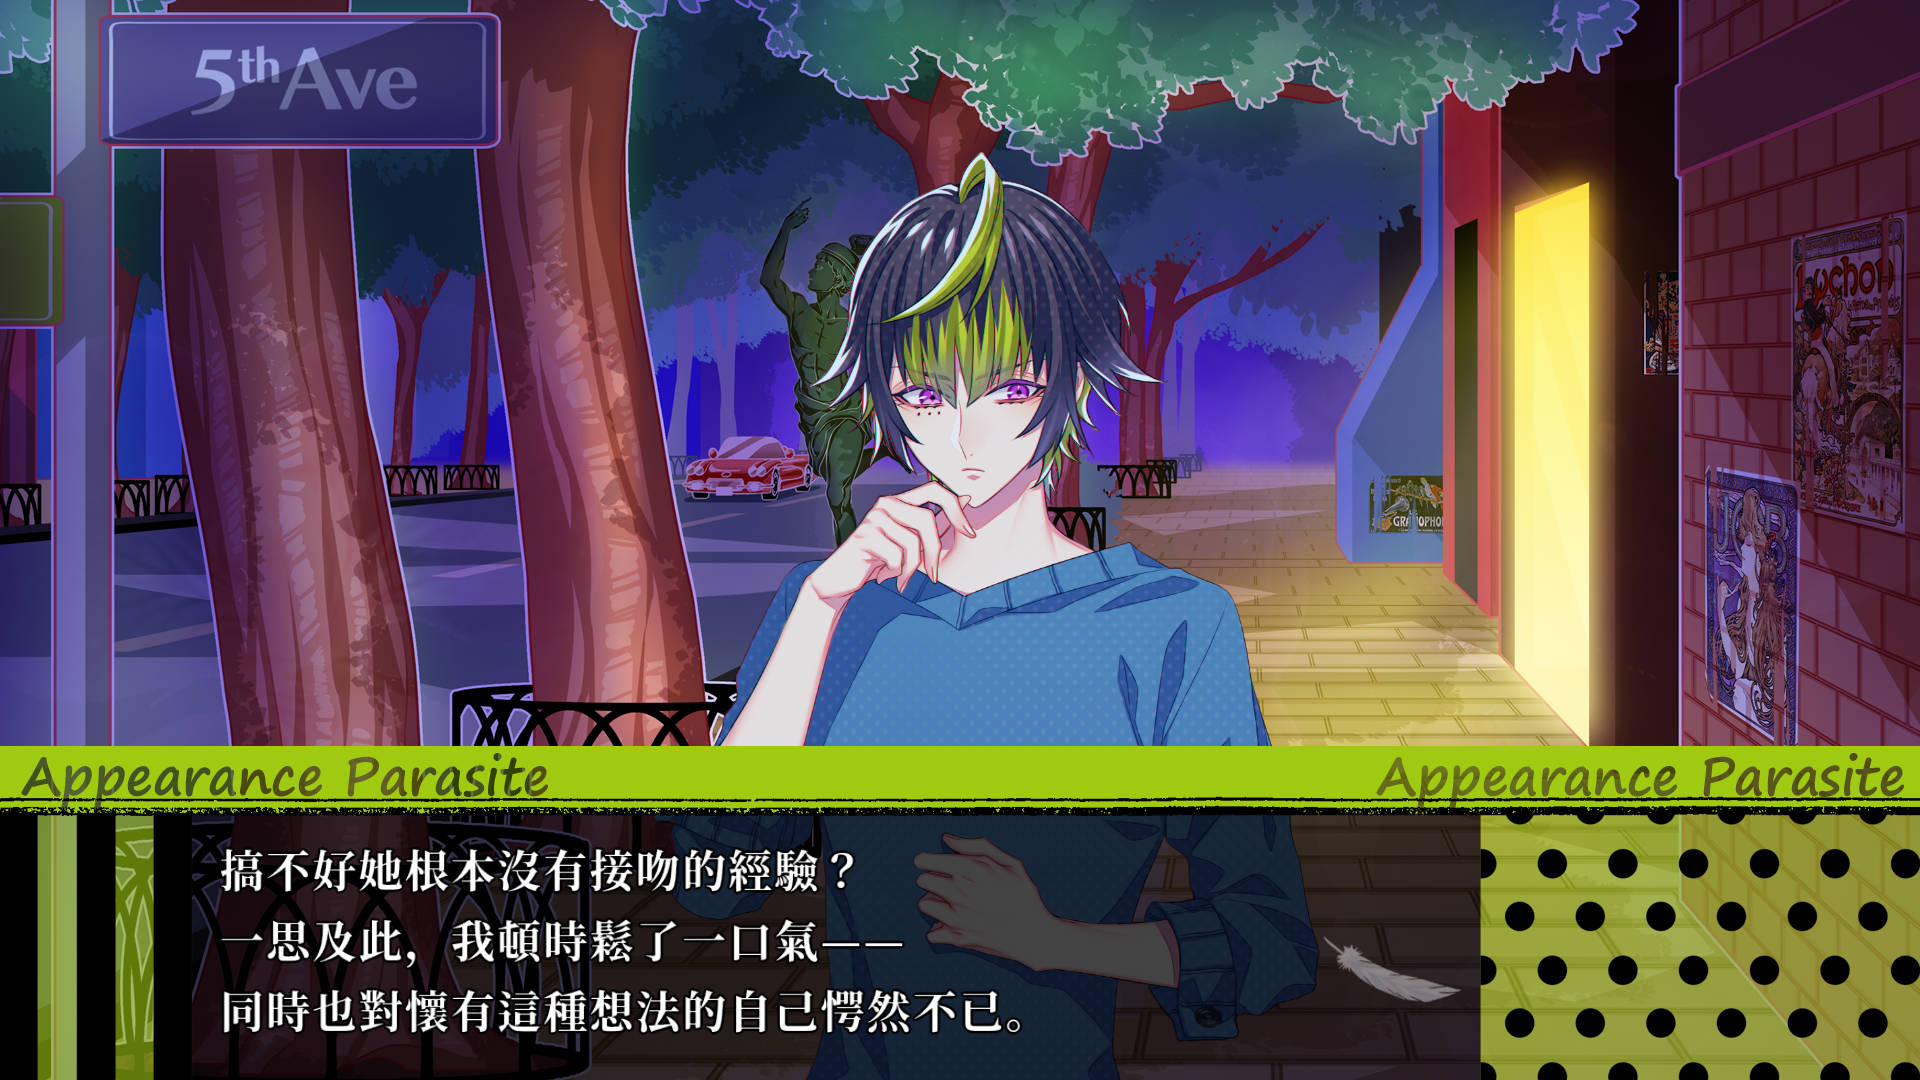 5th Ave
GRAMOPHO
Appearance Parasite
Appearance Parasite
搞不好她根本沒有接吻的經驗？
一思及此，我頓時鬆了一口氣——
同時也對懷有這種想法的自己愕然不已。